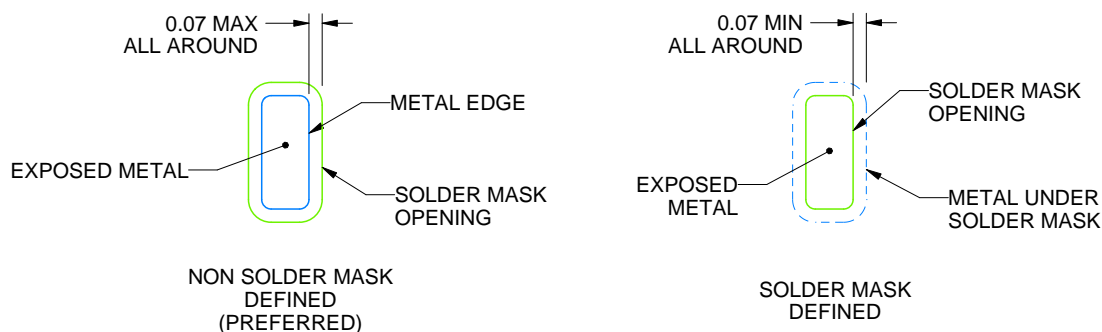 0.07 MAX
ALL AROUND
METAL EDGE
EXPOSED METAL
SOLDER MASK
OPENING
NON SOLDER MASK
DEFINED
(PREFERRED)
0.07 MIN
ALL AROUND
SOLDER MASK
OPENING
EXPOSED
METAL
METAL UNDER
SOLDER MASK
SOLDER MASK
DEFINED